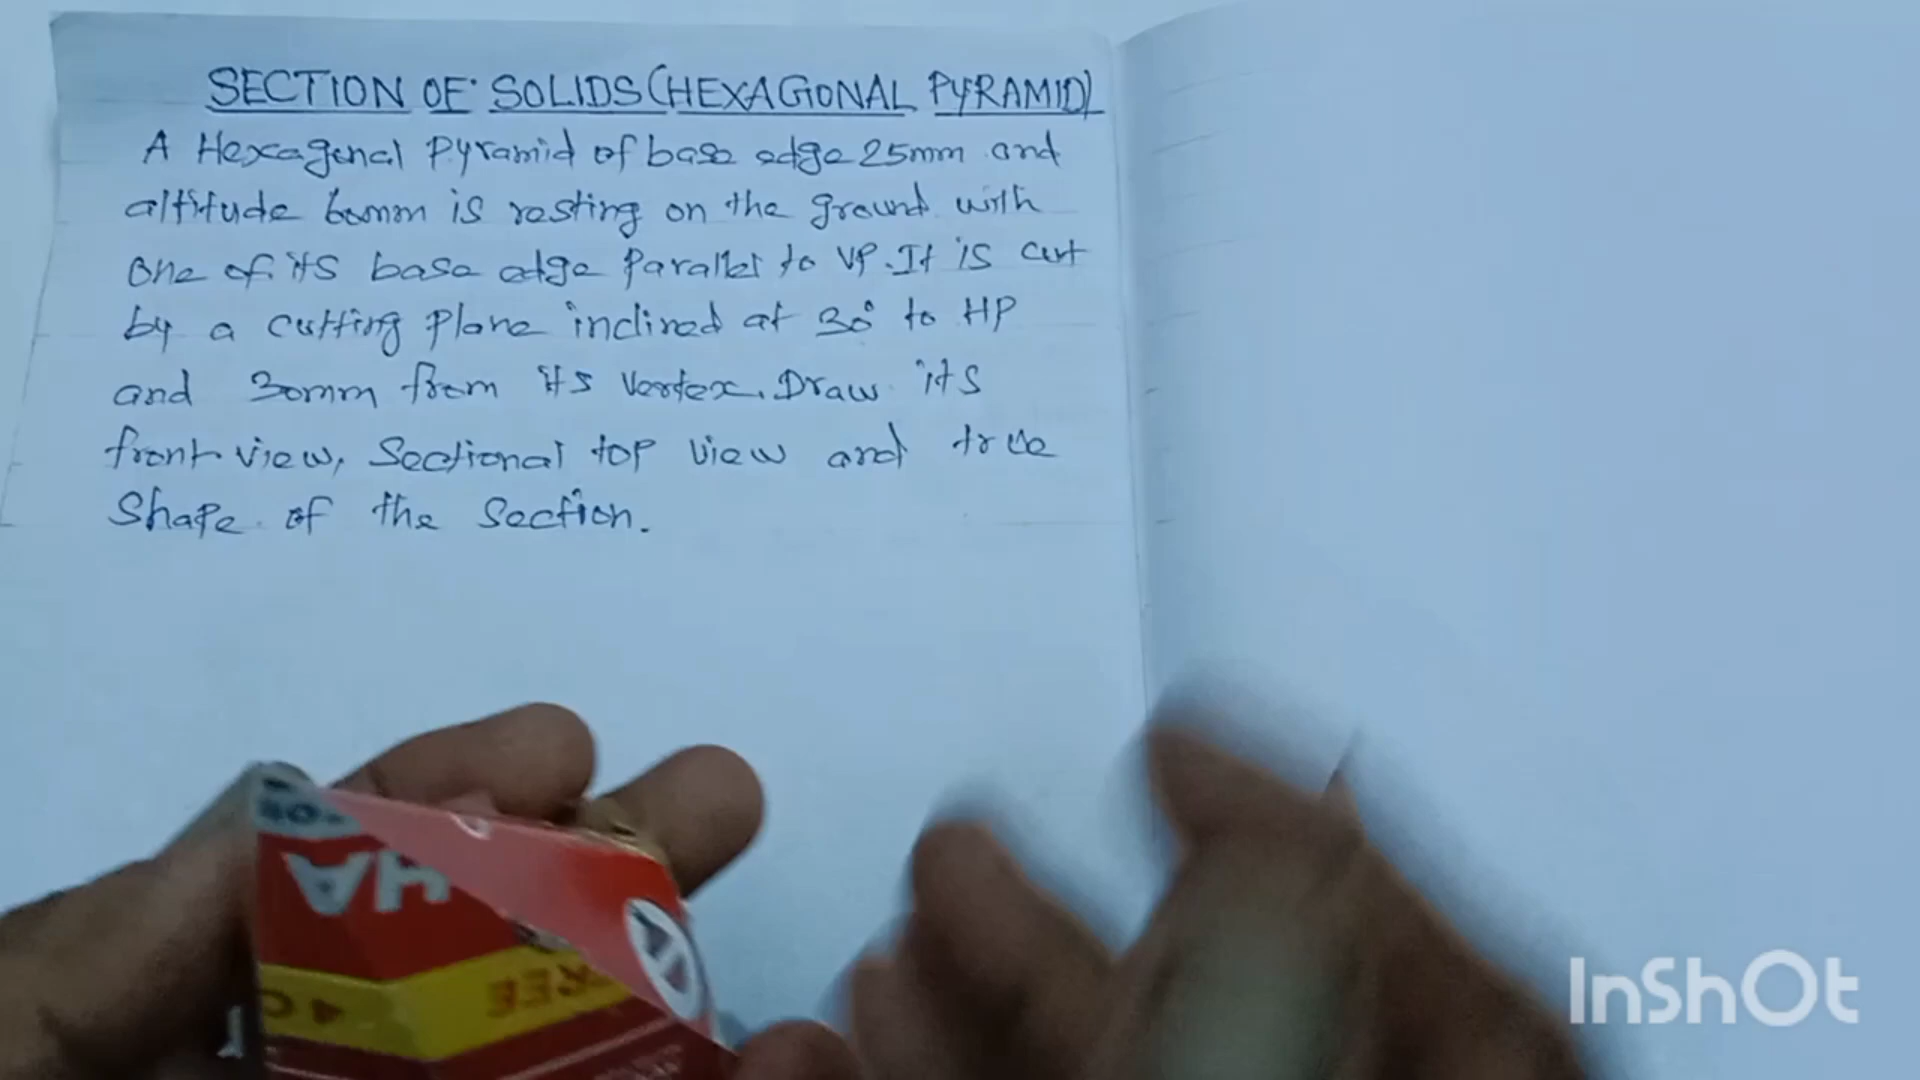 SECTION OF SOLIDS (HEXAGONAL PYRAMID)
A Hexagonal Pyramid of base edge 25mm and
altitude 60mm is resting on the ground with
one of its base edge Parallel to VP. It is cut
by a cutting plane inclined at 30° to HP
and 30mm from its vertex. Draw its
front view, Sectional top view and true
Shape of the Section.
InShOt